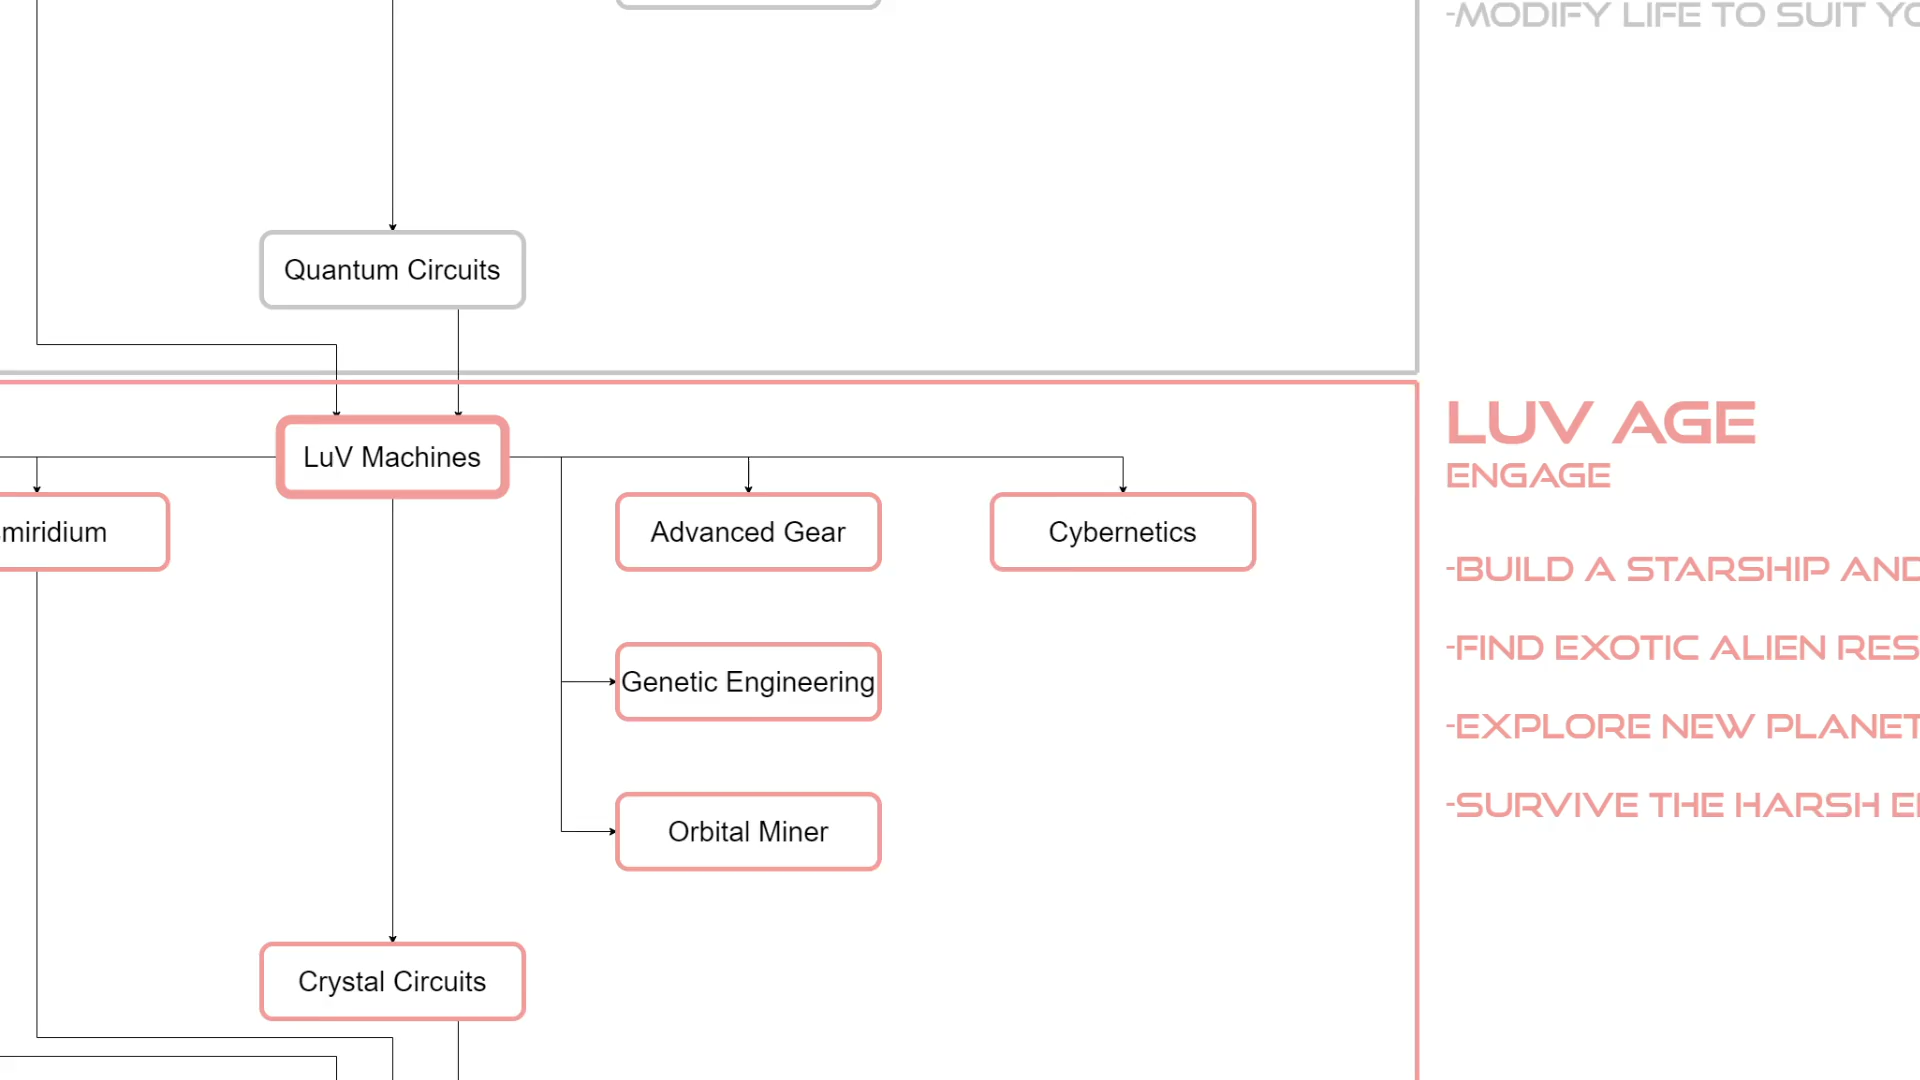 -MODIFY LIFE TO SUIT
Quantum Circuits
LuV Machines
LUV AGE
ENGAGE
Advanced Gear
Cybernetics
-BUILD A STARSHIP AND
-FIND EXOTIC ALIEN
Genetic Engineering
-EXPLORE NEW
-SURVIVE THE HARSH
Orbital Miner
Crystal Circuits